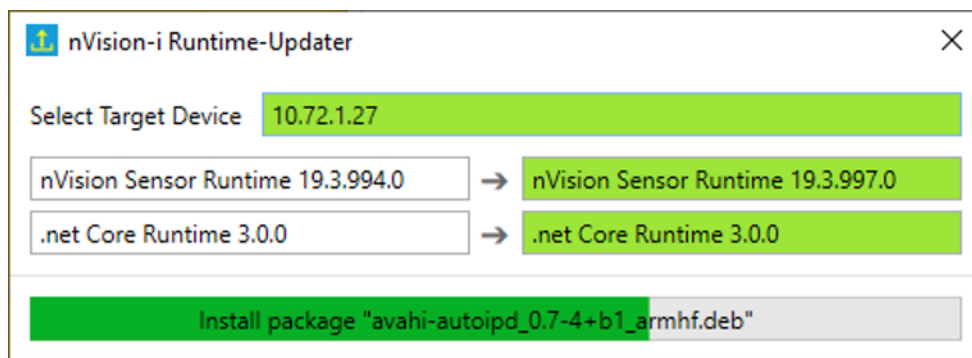 nVision-i Runtime-Updater
Select Target Device 10.72.1.27
nVision Sensor Runtime 19.3.994.0 → nVision Sensor Runtime 19.3.997.0
.net Core Runtime 3.0.0 → .net Core Runtime 3.0.0
Install package "avahi-autoipd_0.7-4+b1_armhf.deb"